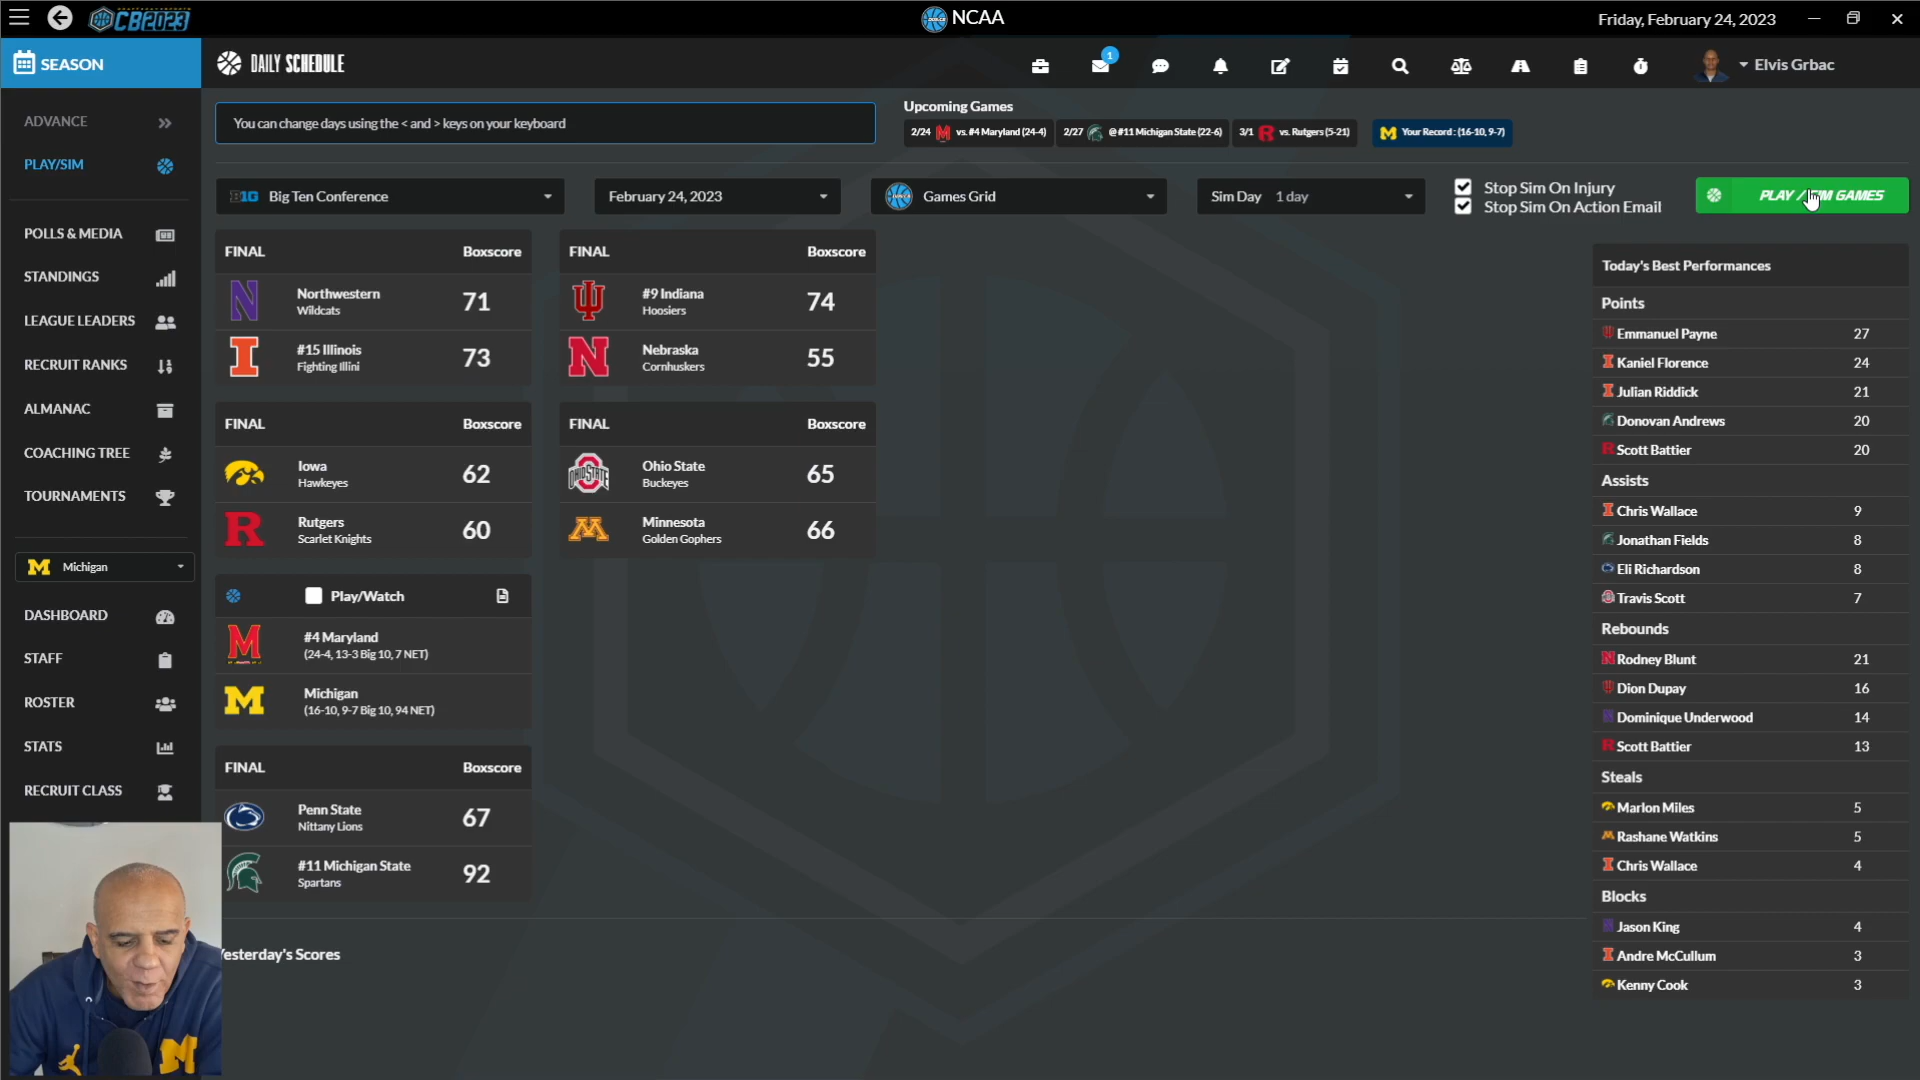 CB2023
NCAA
Friday, February 24, 2023
SEASON
DAILY SCHEDULE
1
Elvis Grbac
ADVANCE
PLAY/SIM
POLLS & MEDIA
STANDINGS
LEAGUE LEADERS
RECRUIT RANKS
ALMANAC
COACHING TREE
TOURNAMENTS
Michigan
DASHBOARD
STAFF
ROSTER
STATS
RECRUIT CLASS
You can change days using the < and > keys on your keyboard
Upcoming Games
2/24 vs. #4 Maryland (24-4)
2/27 @ #11 Michigan State (22-6)
3/1 vs. Rutgers (5-21)
Your Record : (16-10, 9-7)
B1G Big Ten Conference
February 24, 2023
Games Grid
Sim Day 1 day
Stop Sim On Injury
Stop Sim On Action Email
PLAY / SIM GAMES
FINAL Boxscore
Northwestern 71
Wildcats
#15 Illinois 73
Fighting Illini
FINAL Boxscore
#9 Indiana 74
Hoosiers
Nebraska 55
Cornhuskers
FINAL Boxscore
Iowa 62
Hawkeyes
Rutgers 60
Scarlet Knights
FINAL Boxscore
Ohio State 65
Buckeyes
Minnesota 66
Golden Gophers
Play/Watch
#4 Maryland
(24-4, 13-3 Big 10, 7 NET)
Michigan
(16-10, 9-7 Big 10, 94 NET)
FINAL Boxscore
Penn State 67
Nittany Lions
#11 Michigan State 92
Spartans
Yesterday's Scores
Today's Best Performances
Points
Emmanuel Payne 27
Kaniel Florence 24
Julian Riddick 21
Donovan Andrews 20
Scott Battier 20
Assists
Chris Wallace 9
Jonathan Fields 8
Eli Richardson 8
Travis Scott 7
Rebounds
Rodney Blunt 21
Dion Dupay 16
Dominique Underwood 14
Scott Battier 13
Steals
Marlon Miles 5
Rashane Watkins 5
Chris Wallace 4
Blocks
Jason King 4
Andre McCullum 3
Kenny Cook 3